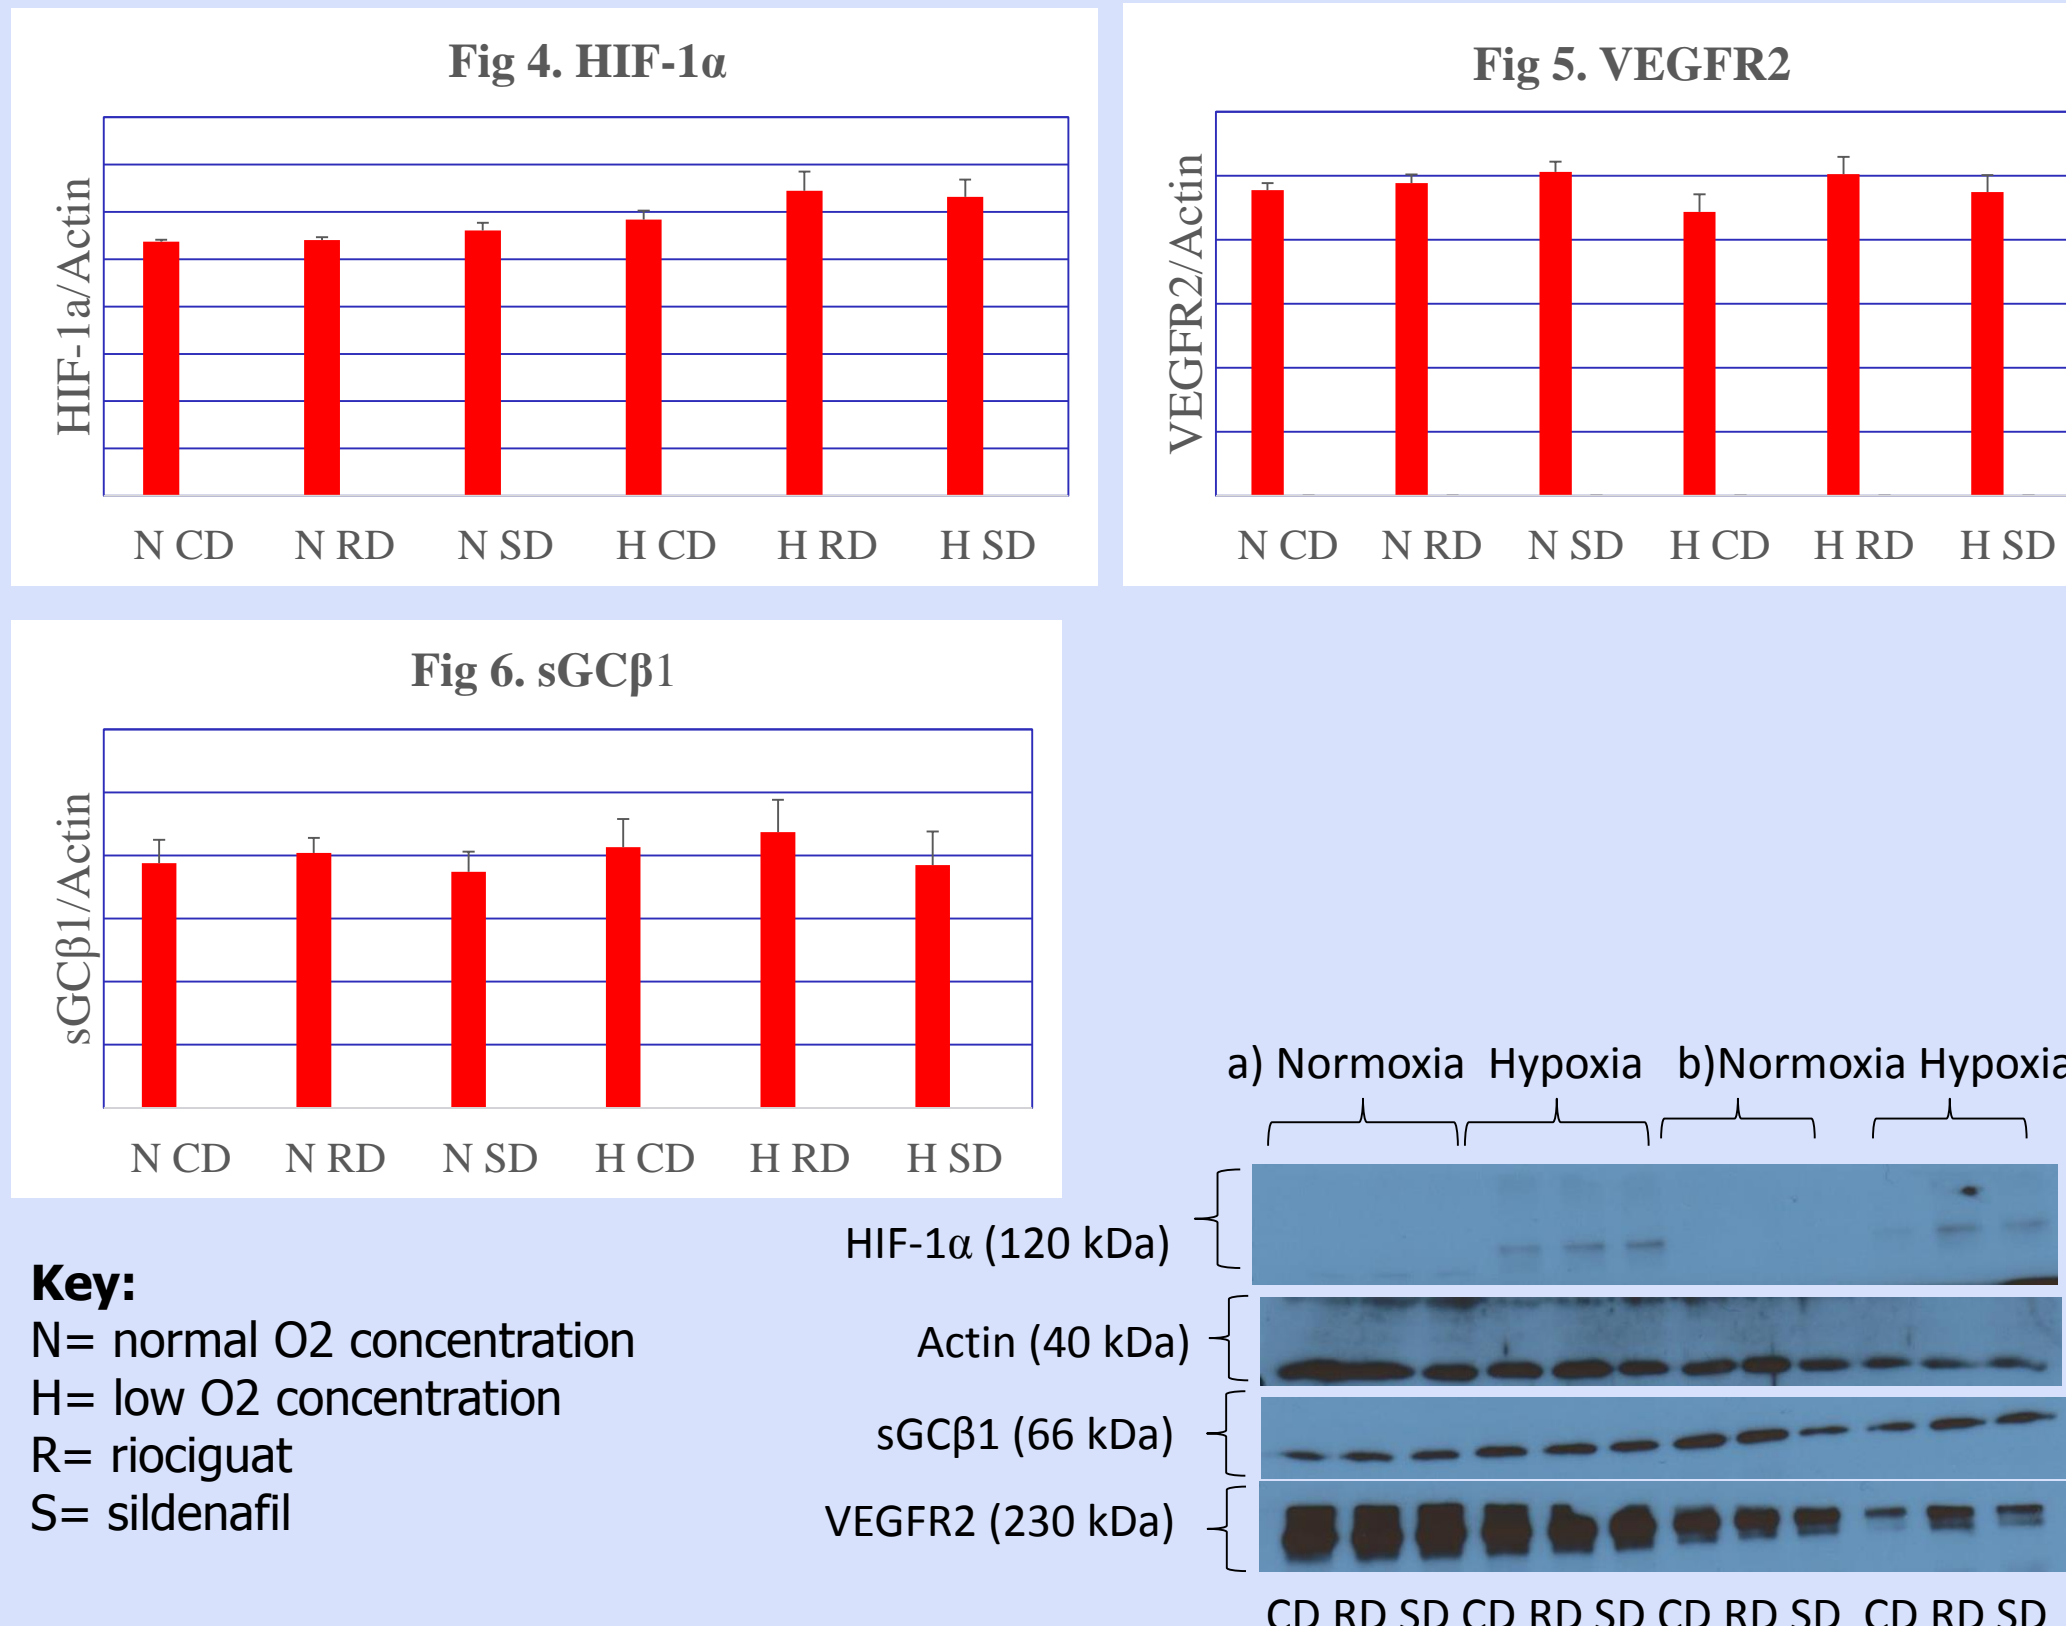 Fig 4. HIF-1α
HIF-1a/Actin
N CD N RD N SD H CD H RD H SD
Fig 5. VEGFR2
VEGFR2/Actin
N CD N RD N SD H CD H RD H SD
Fig 6. sGCβ1
sGCβ1/Actin
N CD N RD N SD H CD H RD H SD
Key:
N= normal O2 concentration
H= low O2 concentration
R= riociguat
S= sildenafil
a) Normoxia Hypoxia b)Normoxia Hypoxia
HIF-1α (120 kDa)
Actin (40 kDa)
sGCβ1 (66 kDa)
VEGFR2 (230 kDa)
CD RD SD CD RD SD CD RD SD CD RD SD